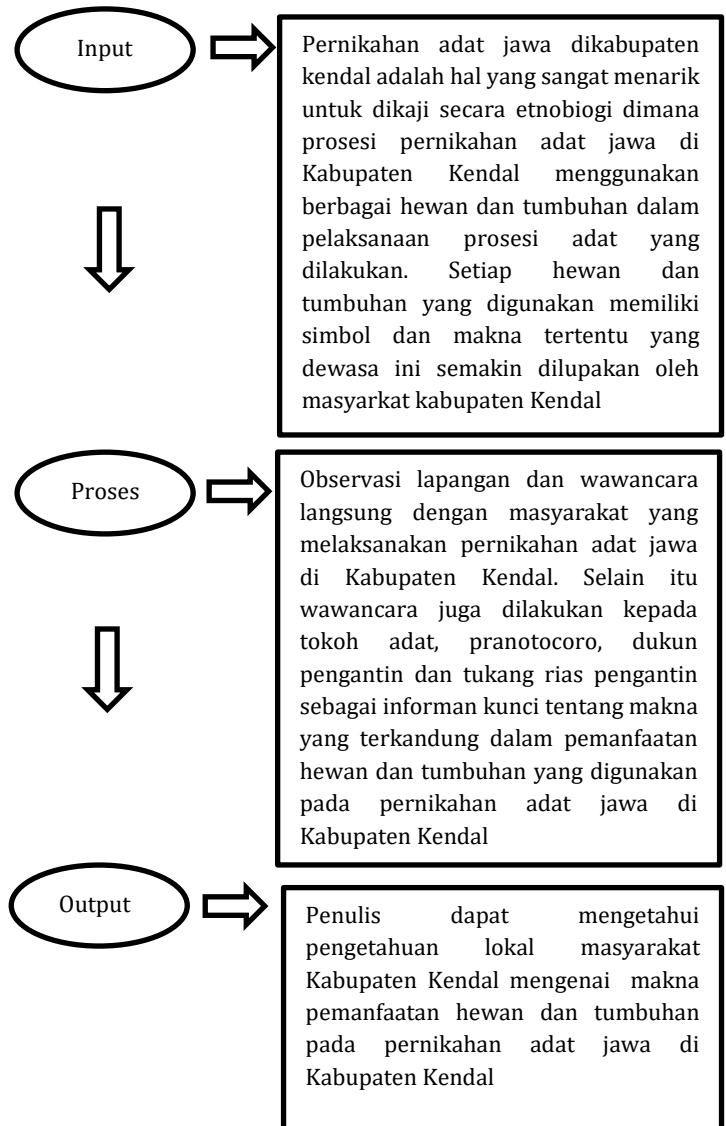 Input
Pernikahan adat jawa dikabupaten
kendal adalah hal yang sangat menarik
untuk dikaji secara etnobiogi dimana
prosesi pernikahan adat jawa di
Kabupaten Kendal menggunakan
berbagai hewan dan tumbuhan dalam
pelaksanaan prosesi adat yang
dilakukan. Setiap hewan dan
tumbuhan yang digunakan memiliki
simbol dan makna tertentu yang
dewasa ini semakin dilupakan oleh
masyarkat kabupaten Kendal
Proses
Observasi lapangan dan wawancara
langsung dengan masyarakat yang
melaksanakan pernikahan adat jawa
di Kabupaten Kendal. Selain itu
wawancara juga dilakukan kepada
tokoh adat, pranotocoro, dukun
pengantin dan tukang rias pengantin
sebagai informan kunci tentang makna
yang terkandung dalam pemanfaatan
hewan dan tumbuhan yang digunakan
pada pernikahan adat jawa di
Kabupaten Kendal
Output
Penulis dapat mengetahui
pengetahuan lokal masyarakat
Kabupaten Kendal mengenai makna
pemanfaatan hewan dan tumbuhan
pada pernikahan adat jawa di
Kabupaten Kendal